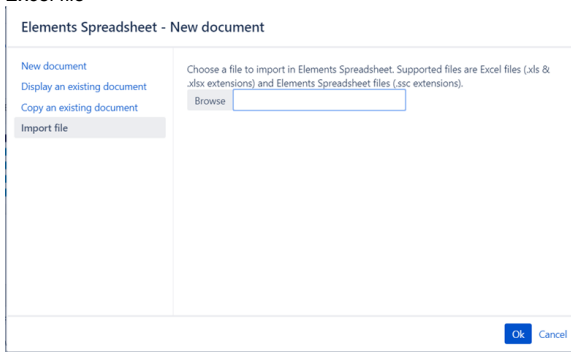 Excel file
Elements Spreadsheet - New document
New document
Display an existing document
Copy an existing document
Import file
Choose a file to import in Elements Spreadsheet. Supported files are Excel files (.xls &
.xlsx extensions) and Elements Spreadsheet files (.ssc extensions).
Browse
Ok Cancel